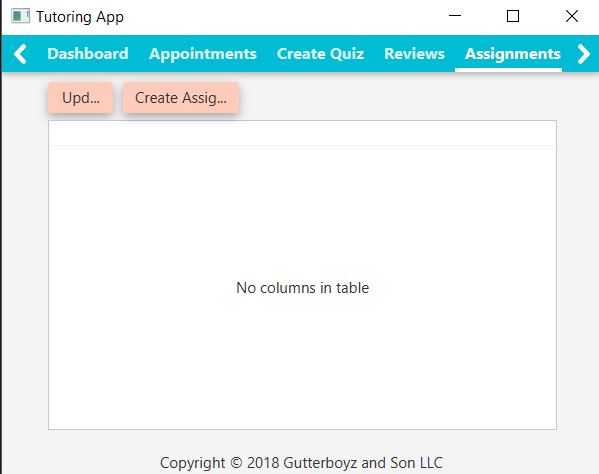 Tutoring App
Dashboard Appointments Create Quiz Reviews Assignments
Upd... Create Assig...
No columns in table
Copyright © 2018 Gutterboyz and Son LLC